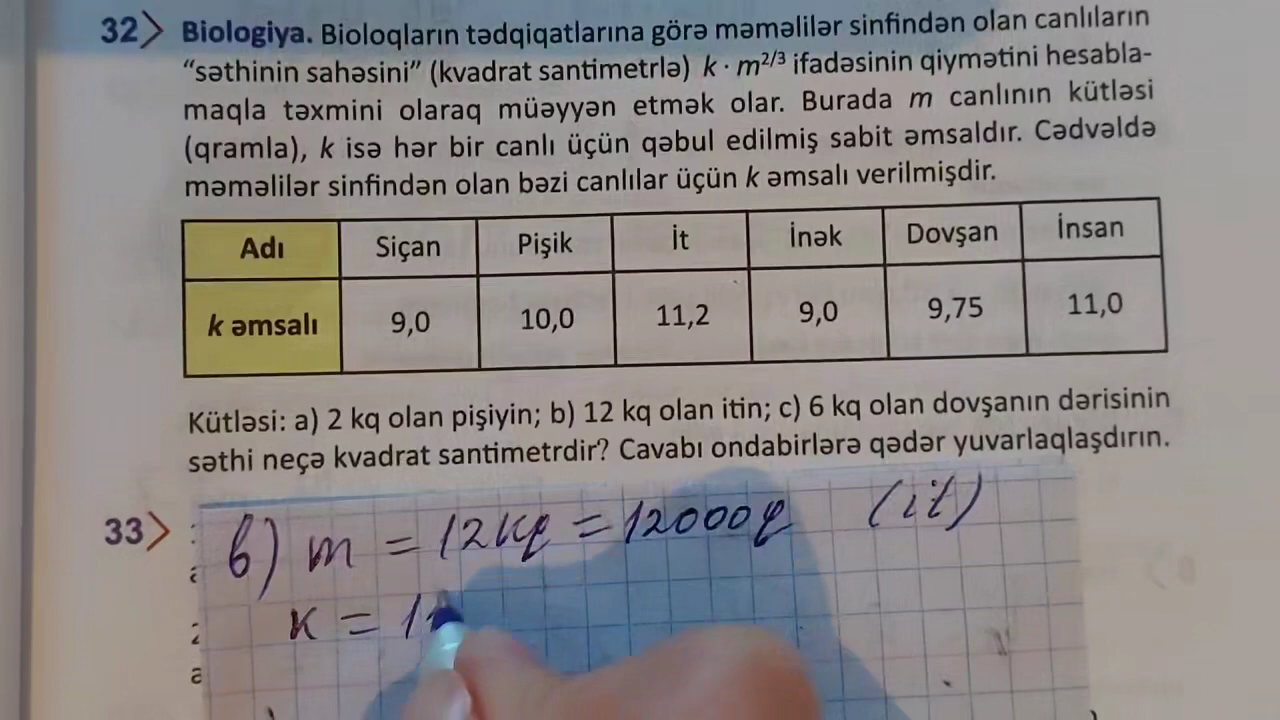 32> Biologiya. Bioloqların tədqiqatlarına görə məməlilər sinfindən olan canlıların
“səthinin sahəsini” (kvadrat santimetrlə) k · m²/³ ifadəsinin qiymətini hesabla-
maqla təxmini olaraq müəyyən etmək olar. Burada m canlının kütləsi
(qramla), k isə hər bir canlı üçün qəbul edilmiş sabit əmsaldır. Cədvəldə
məməlilər sinfindən olan bəzi canlılar üçün k əmsalı verilmişdir.
Adı Siçan Pişik İt İnək Dovşan İnsan
k əmsalı 9,0 10,0 11,2 9,0 9,75 11,0
Kütləsi: a) 2 kq olan pişiyin; b) 12 kq olan itin; c) 6 kq olan dovşanın dərisinin
səthi neçə kvadrat santimetrdir? Cavabı ondabirlərə qədər yuvarlaqlaşdırın.
33>
b) m = 12kq = 12000q (it)
k = 11